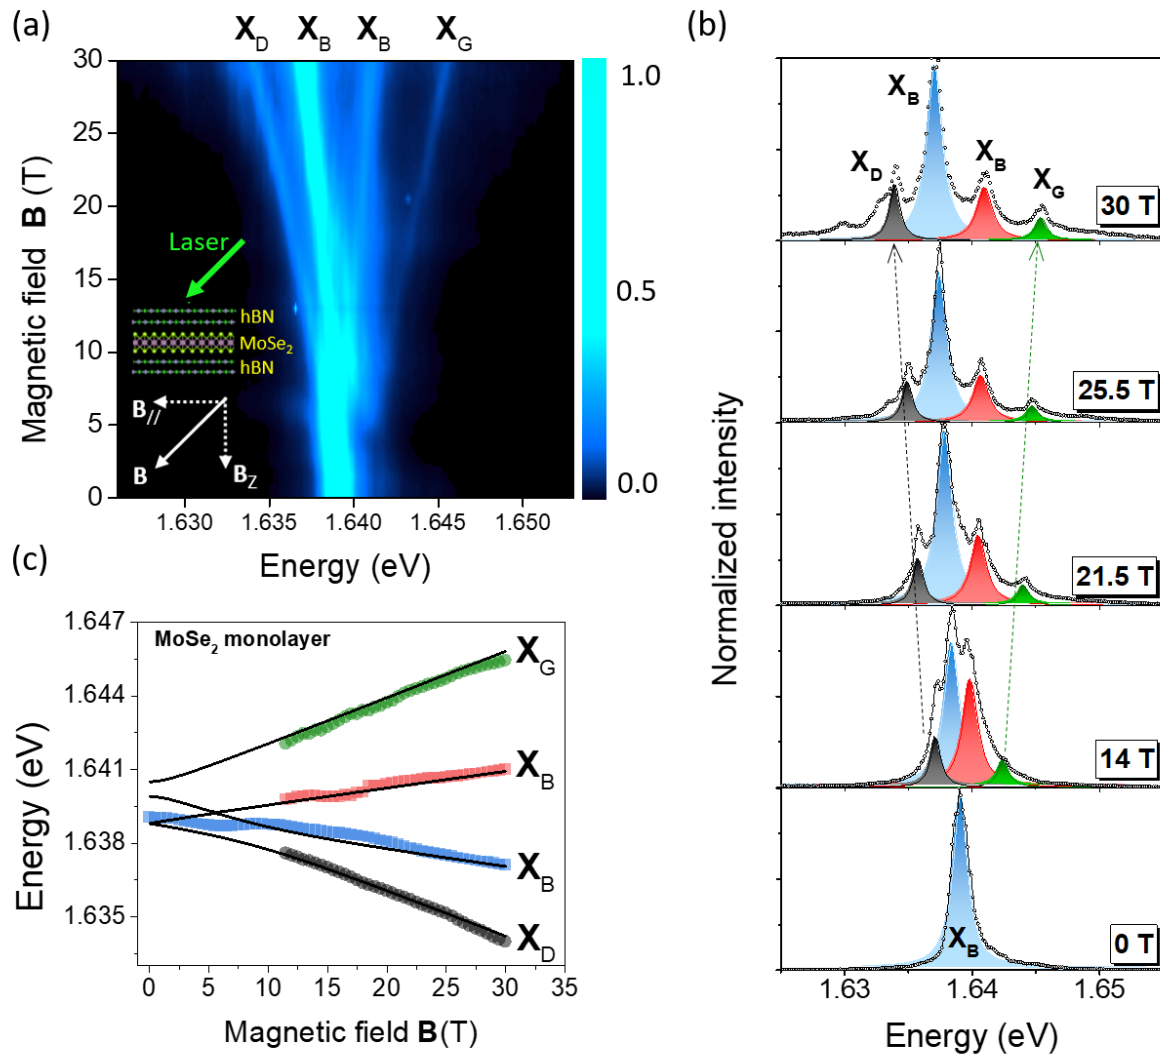 (a)
X_D X_B X_B X_G
30
25
20
15
10
5
0
Magnetic field B (T)
Laser
hBN
MoSe₂
hBN
B_//
B
B_Z
1.0
0.5
0.0
1.630 1.635 1.640 1.645 1.650
Energy (eV)
(b)
X_B
X_D
X_B
X_G
30 T
25.5 T
21.5 T
14 T
X_B
0 T
Normalized intensity
1.63 1.64 1.65
Energy (eV)
(c)
MoSe₂ monolayer
1.647
1.644
1.641
1.638
1.635
Energy (eV)
X_G
X_B
X_B
X_D
0 5 10 15 20 25 30 35
Magnetic field B(T)